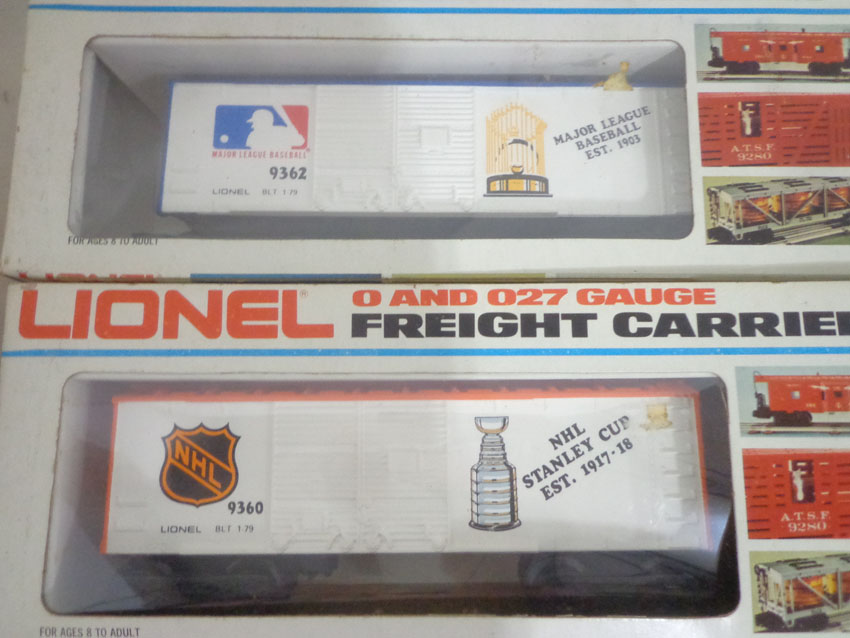 MAJOR LEAGUE BASEBALL
9362
LIONEL BLT 1-79
MAJOR LEAGUE
BASEBALL
EST. 1903
A.T.S.F.
9280
FOR AGES 8 TO ADULT
LIONEL
LIONEL®
O AND O27 GAUGE
FREIGHT CARRIE
NHL
9360
LIONEL BLT 1-79
NHL
STANLEY CUP
EST. 1917-18
A.T.S.F.
9280
FOR AGES 8 TO ADULT